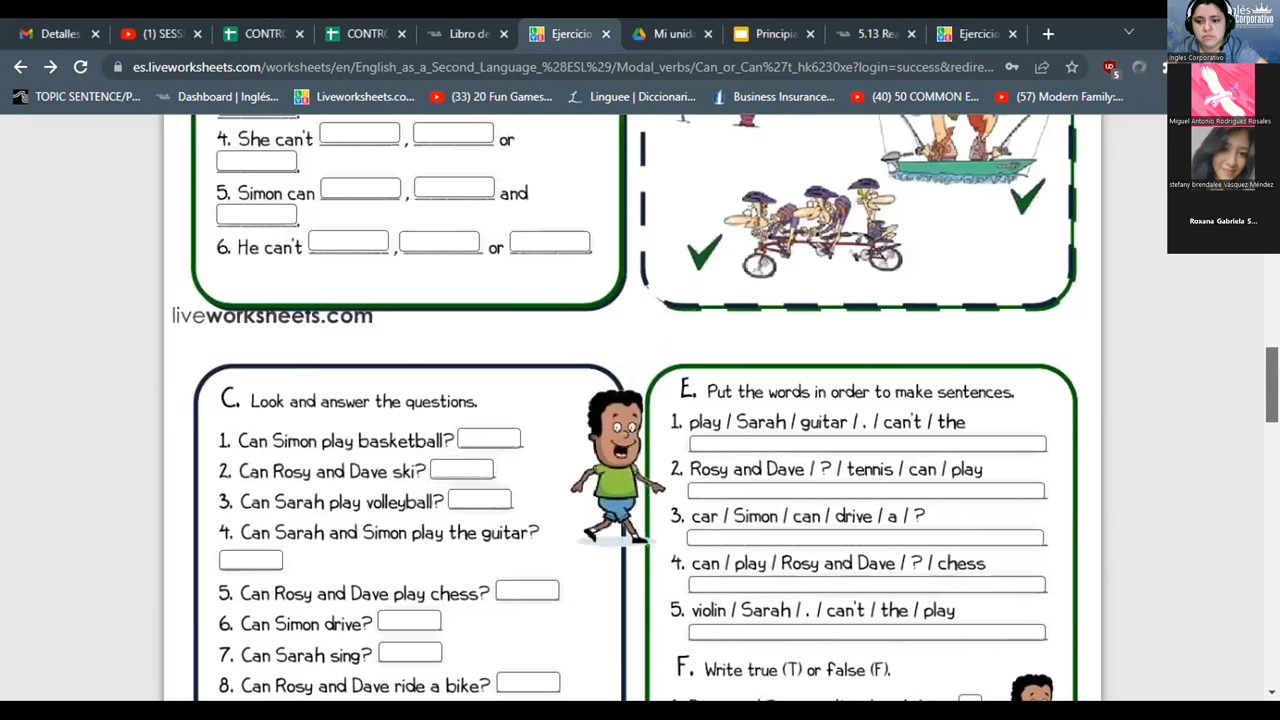 Detalles
(1) SESS
CONTRO
CONTRO
Libro de
Ejercicio
Mi unida
Principia
5.13 Rea
Ejercicio
es.liveworksheets.com/worksheets/en/English_as_a_Second_Language_%28ESL%29/Modal_verbs/Can_or_Can%27t_hk6230xe?login=success&redire...
5
TOPIC SENTENCE/P...
Dashboard | Inglés...
Liveworksheets.co...
(33) 20 Fun Games...
Linguee | Diccionari...
Business Insurance...
(40) 50 COMMON E...
(57) Modern Family:...
Inglés Corporativo
Miguel Antonio Rodriguez Rosales
stefany brendalee Vásquez Méndez
Roxana Gabriela S...
4. She can't , or
5. Simon can , and
6. He can't , or
liveworksheets.com
C. Look and answer the questions.
1. Can Simon play basketball?
2. Can Rosy and Dave ski?
3. Can Sarah play volleyball?
4. Can Sarah and Simon play the guitar?
5. Can Rosy and Dave play chess?
6. Can Simon drive?
7. Can Sarah sing?
8. Can Rosy and Dave ride a bike?
E. Put the words in order to make sentences.
1. play / Sarah / guitar / . / can't / the
2. Rosy and Dave / ? / tennis / can / play
3. car / Simon / can / drive / a / ?
4. can / play / Rosy and Dave / ? / chess
5. violin / Sarah / . / can't / the / play
F. Write true (T) or false (F).